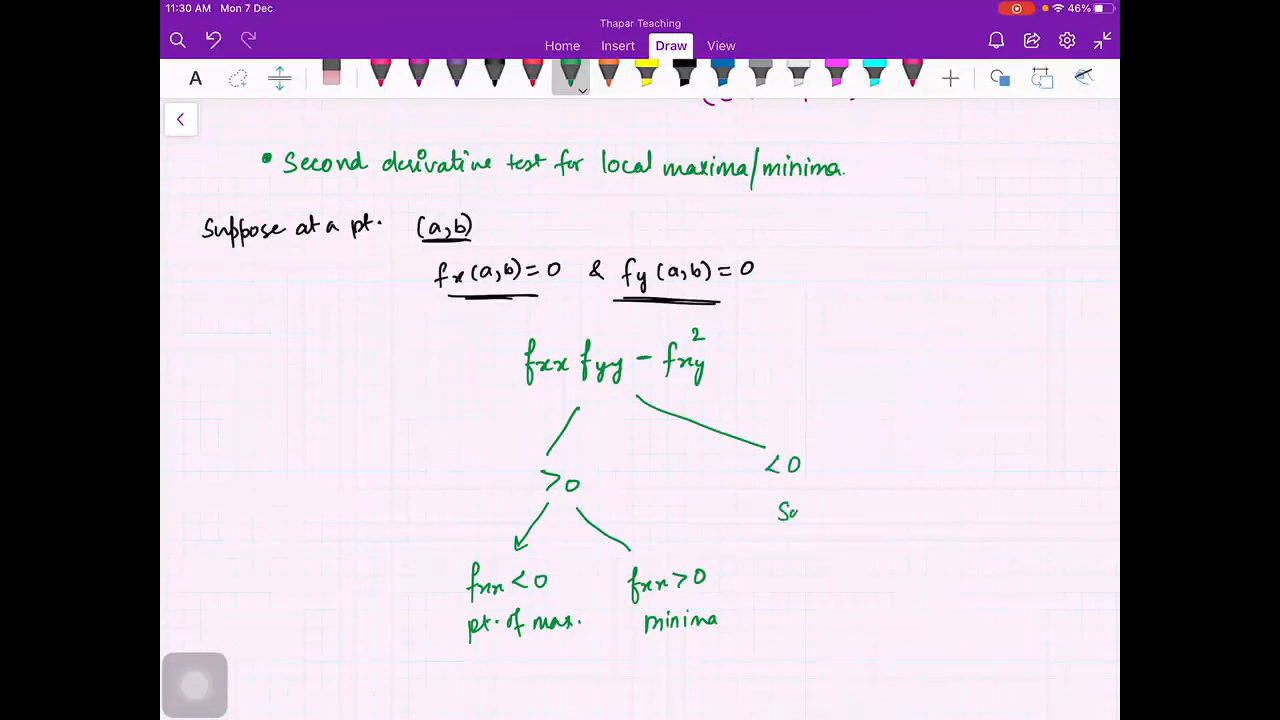 11:30 AM Mon 7 Dec
46%
Thapar Teaching
Home Insert Draw View
A
• Second derivative test for local maxima/minima.
Suppose at a pt. (a,b)
fx(a,b)=0 & fy(a,b)=0
fxx fyy - fxy²
<0
>0
So
fxx<0 fxx>0
pt. of max. minima